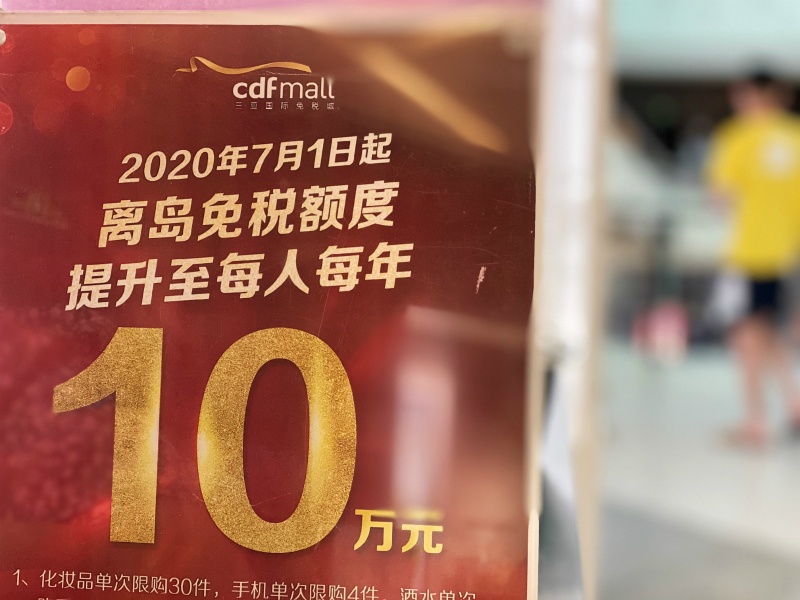 cdfmall
三亚国际免税城
2020年7月1日起
离岛免税额度
提升至每人每年
10
万元
1、化妆品单次限购30件，手机单次限购4件，酒水单次